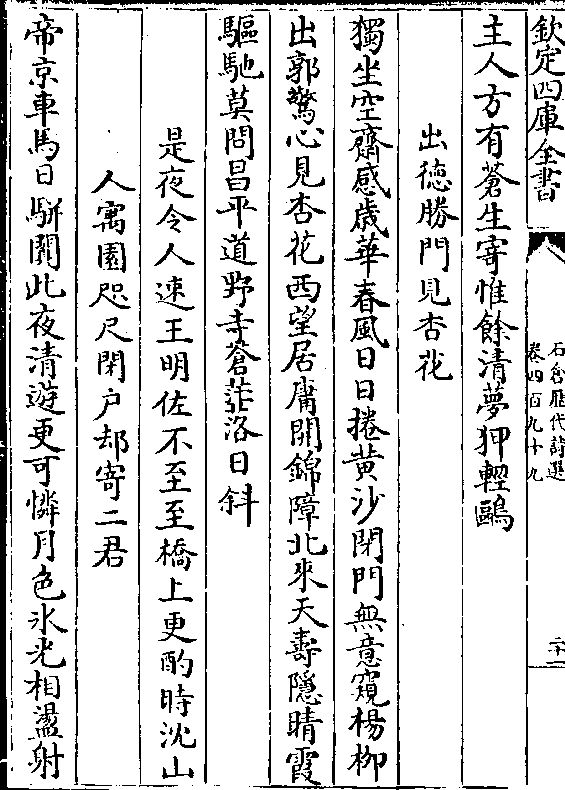 欽定四庫全書
石倉歷代詩選
卷四百九十九
二十一
主人方有蒼生寄惟餘清夢狎輕鷗
出徳勝門見杏花
獨坐空齋感歳華春風日日捲黄沙閉門無意窺楊柳
出郭驚心見杏花西望居庸開錦障北來天壽隱晴霞
驅馳莫問昌平道野寺蒼茫洛日斜
是夜令人速王明佐不至至橋上更酌時沈山
人寓園咫尺閉户却寄二君
帝京車馬日駢闐此夜清遊更可憐月色氷光相盪射